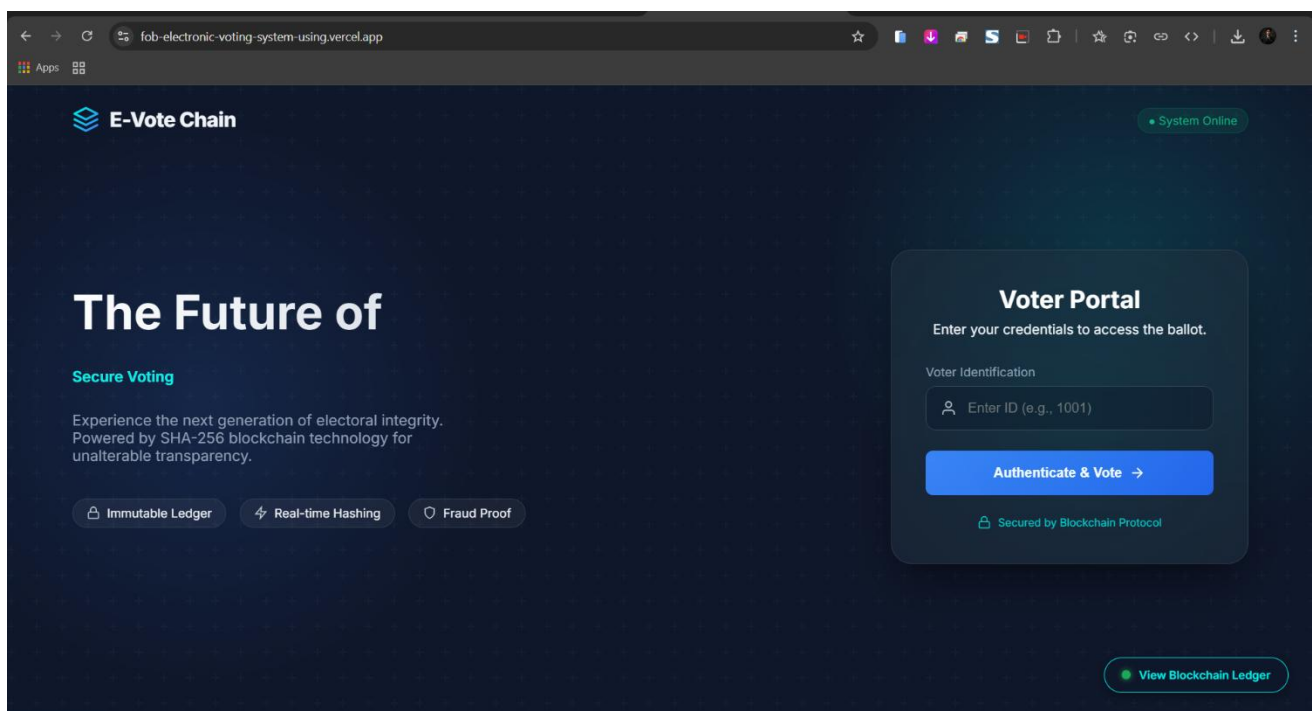 fob-electronic-voting-system-using.vercel.app
Apps
E-Vote Chain
System Online
The Future of
Secure Voting
Experience the next generation of electoral integrity.
Powered by SHA-256 blockchain technology for
unalterable transparency.
Immutable Ledger
Real-time Hashing
Fraud Proof
Voter Portal
Enter your credentials to access the ballot.
Voter Identification
Enter ID (e.g., 1001)
Authenticate & Vote →
Secured by Blockchain Protocol
View Blockchain Ledger